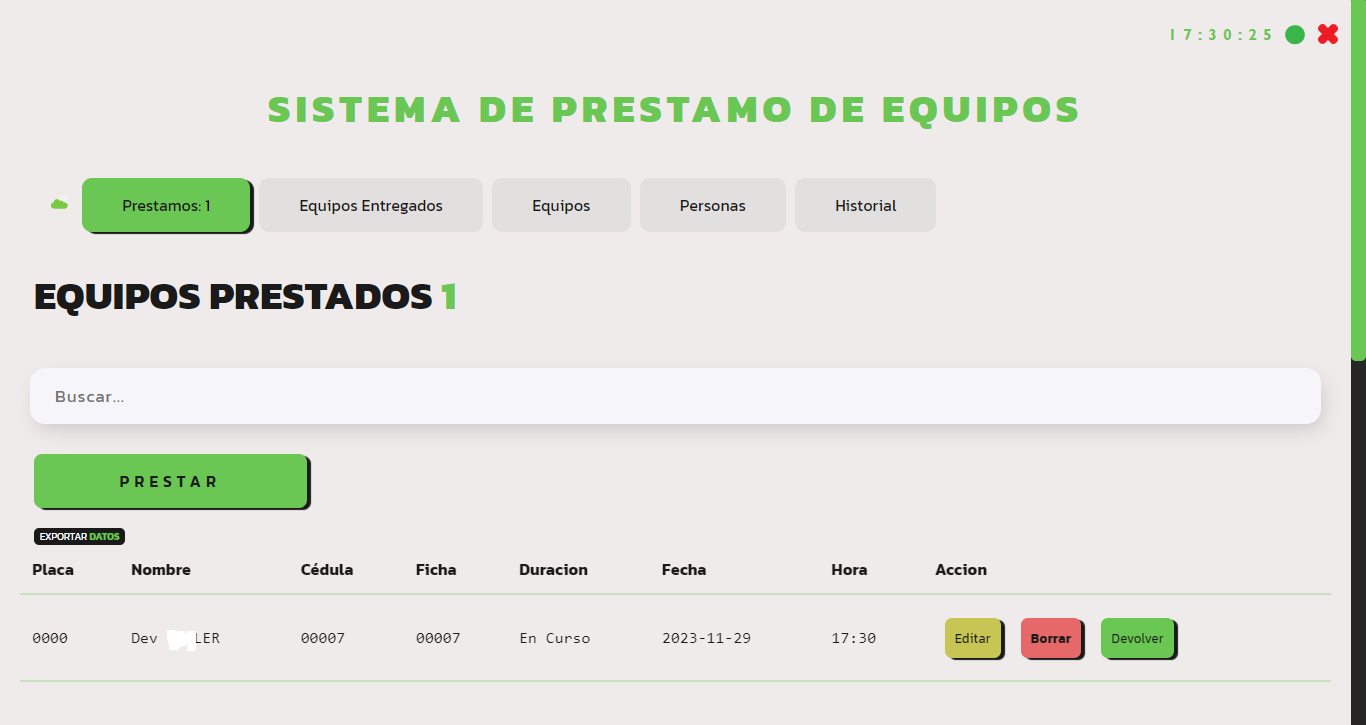 17:30:25
SISTEMA DE PRESTAMO DE EQUIPOS
Prestamos: 1 Equipos Entregados Equipos Personas Historial
EQUIPOS PRESTADOS 1
Buscar...
PRESTAR
EXPORTAR DATOS
Placa Nombre Cédula Ficha Duracion Fecha Hora Accion
0000 Dev 00007 00007 En Curso 2023-11-29 17:30 Editar Borrar Devolver